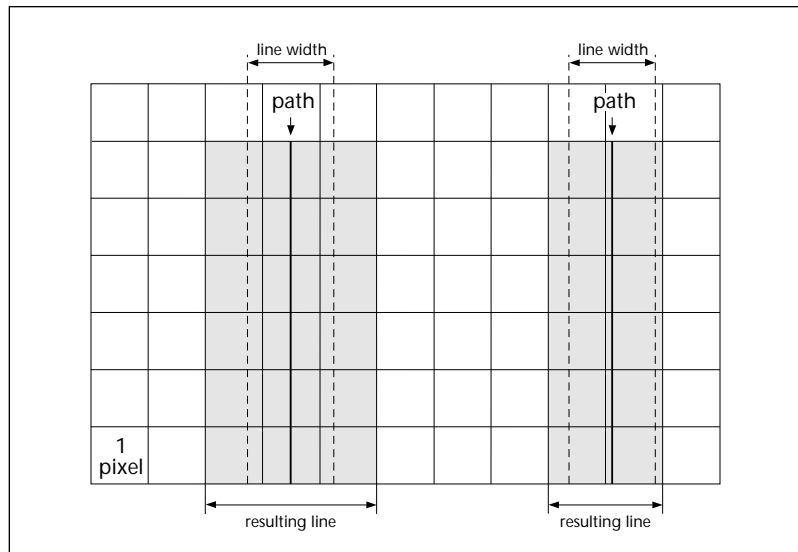 line width
line width
path
path
1
pixel
resulting line
resulting line